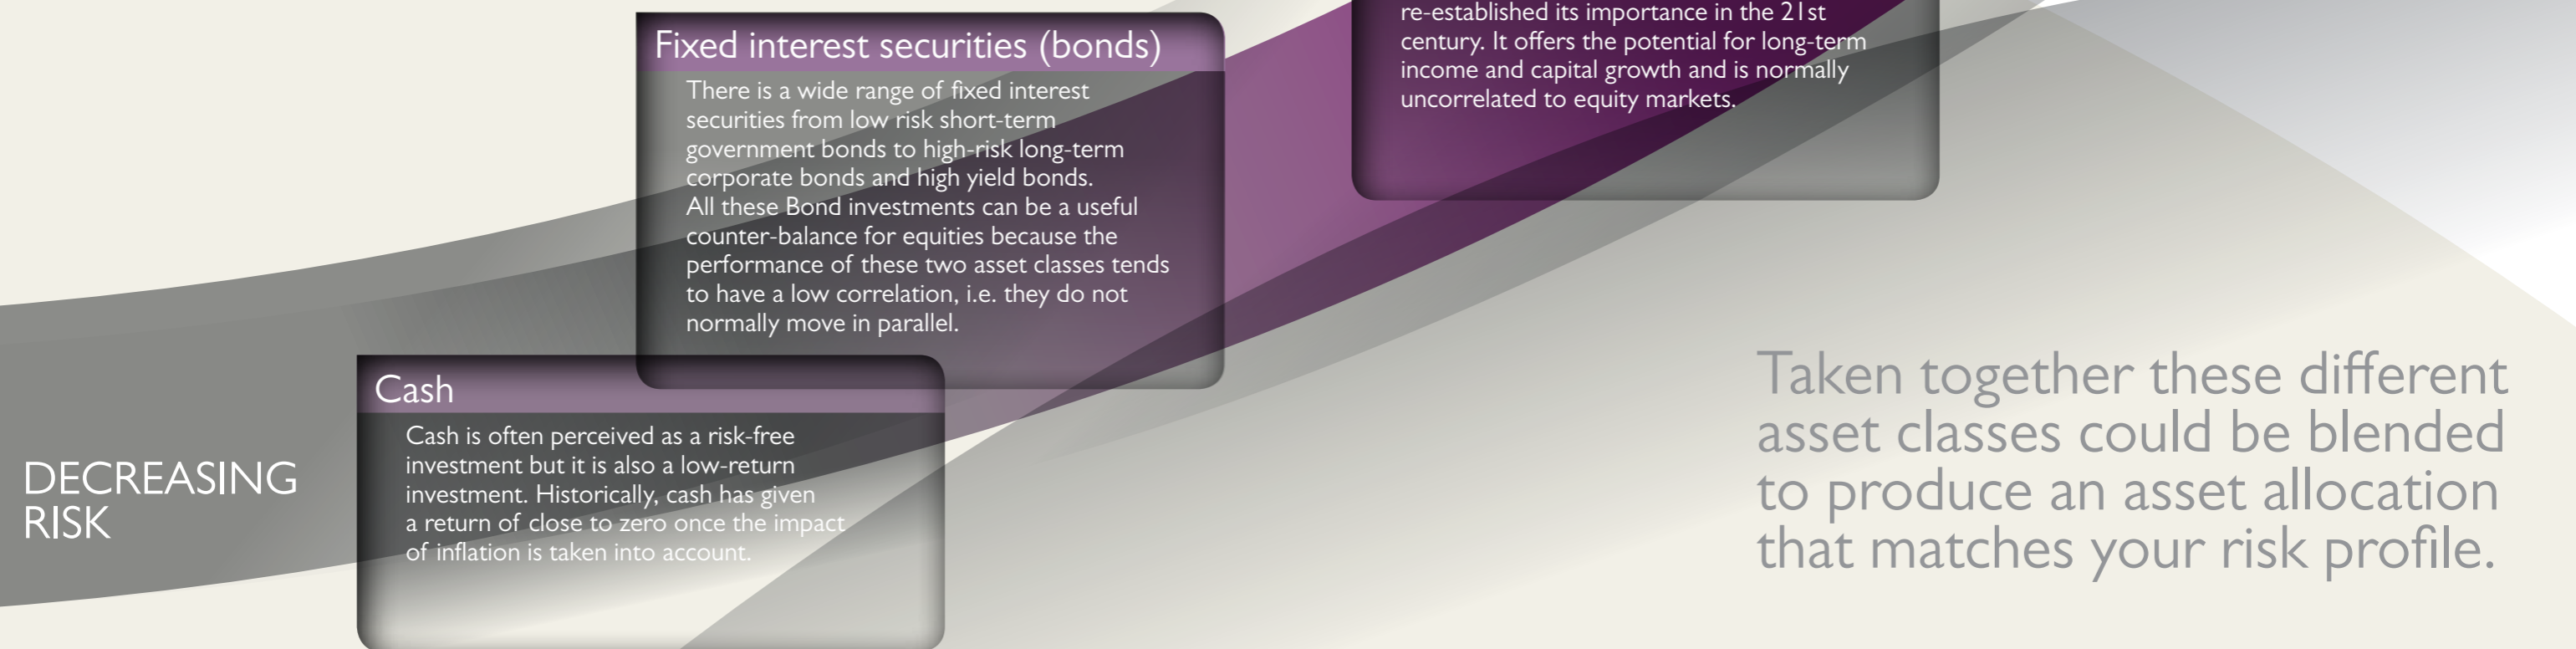 re-established its importance in the 21st
century. It offers the potential for long-term
income and capital growth and is normally
uncorrelated to equity markets.
Fixed interest securities (bonds)
There is a wide range of fixed interest
securities from low risk short-term
government bonds to high-risk long-term
corporate bonds and high yield bonds.
All these Bond investments can be a useful
counter-balance for equities because the
performance of these two asset classes tends
to have a low correlation, i.e. they do not
normally move in parallel.
Cash
Cash is often perceived as a risk-free
investment but it is also a low-return
investment. Historically, cash has given
a return of close to zero once the impact
of inflation is taken into account.
DECREASING
RISK
Taken together these different
asset classes could be blended
to produce an asset allocation
that matches your risk profile.